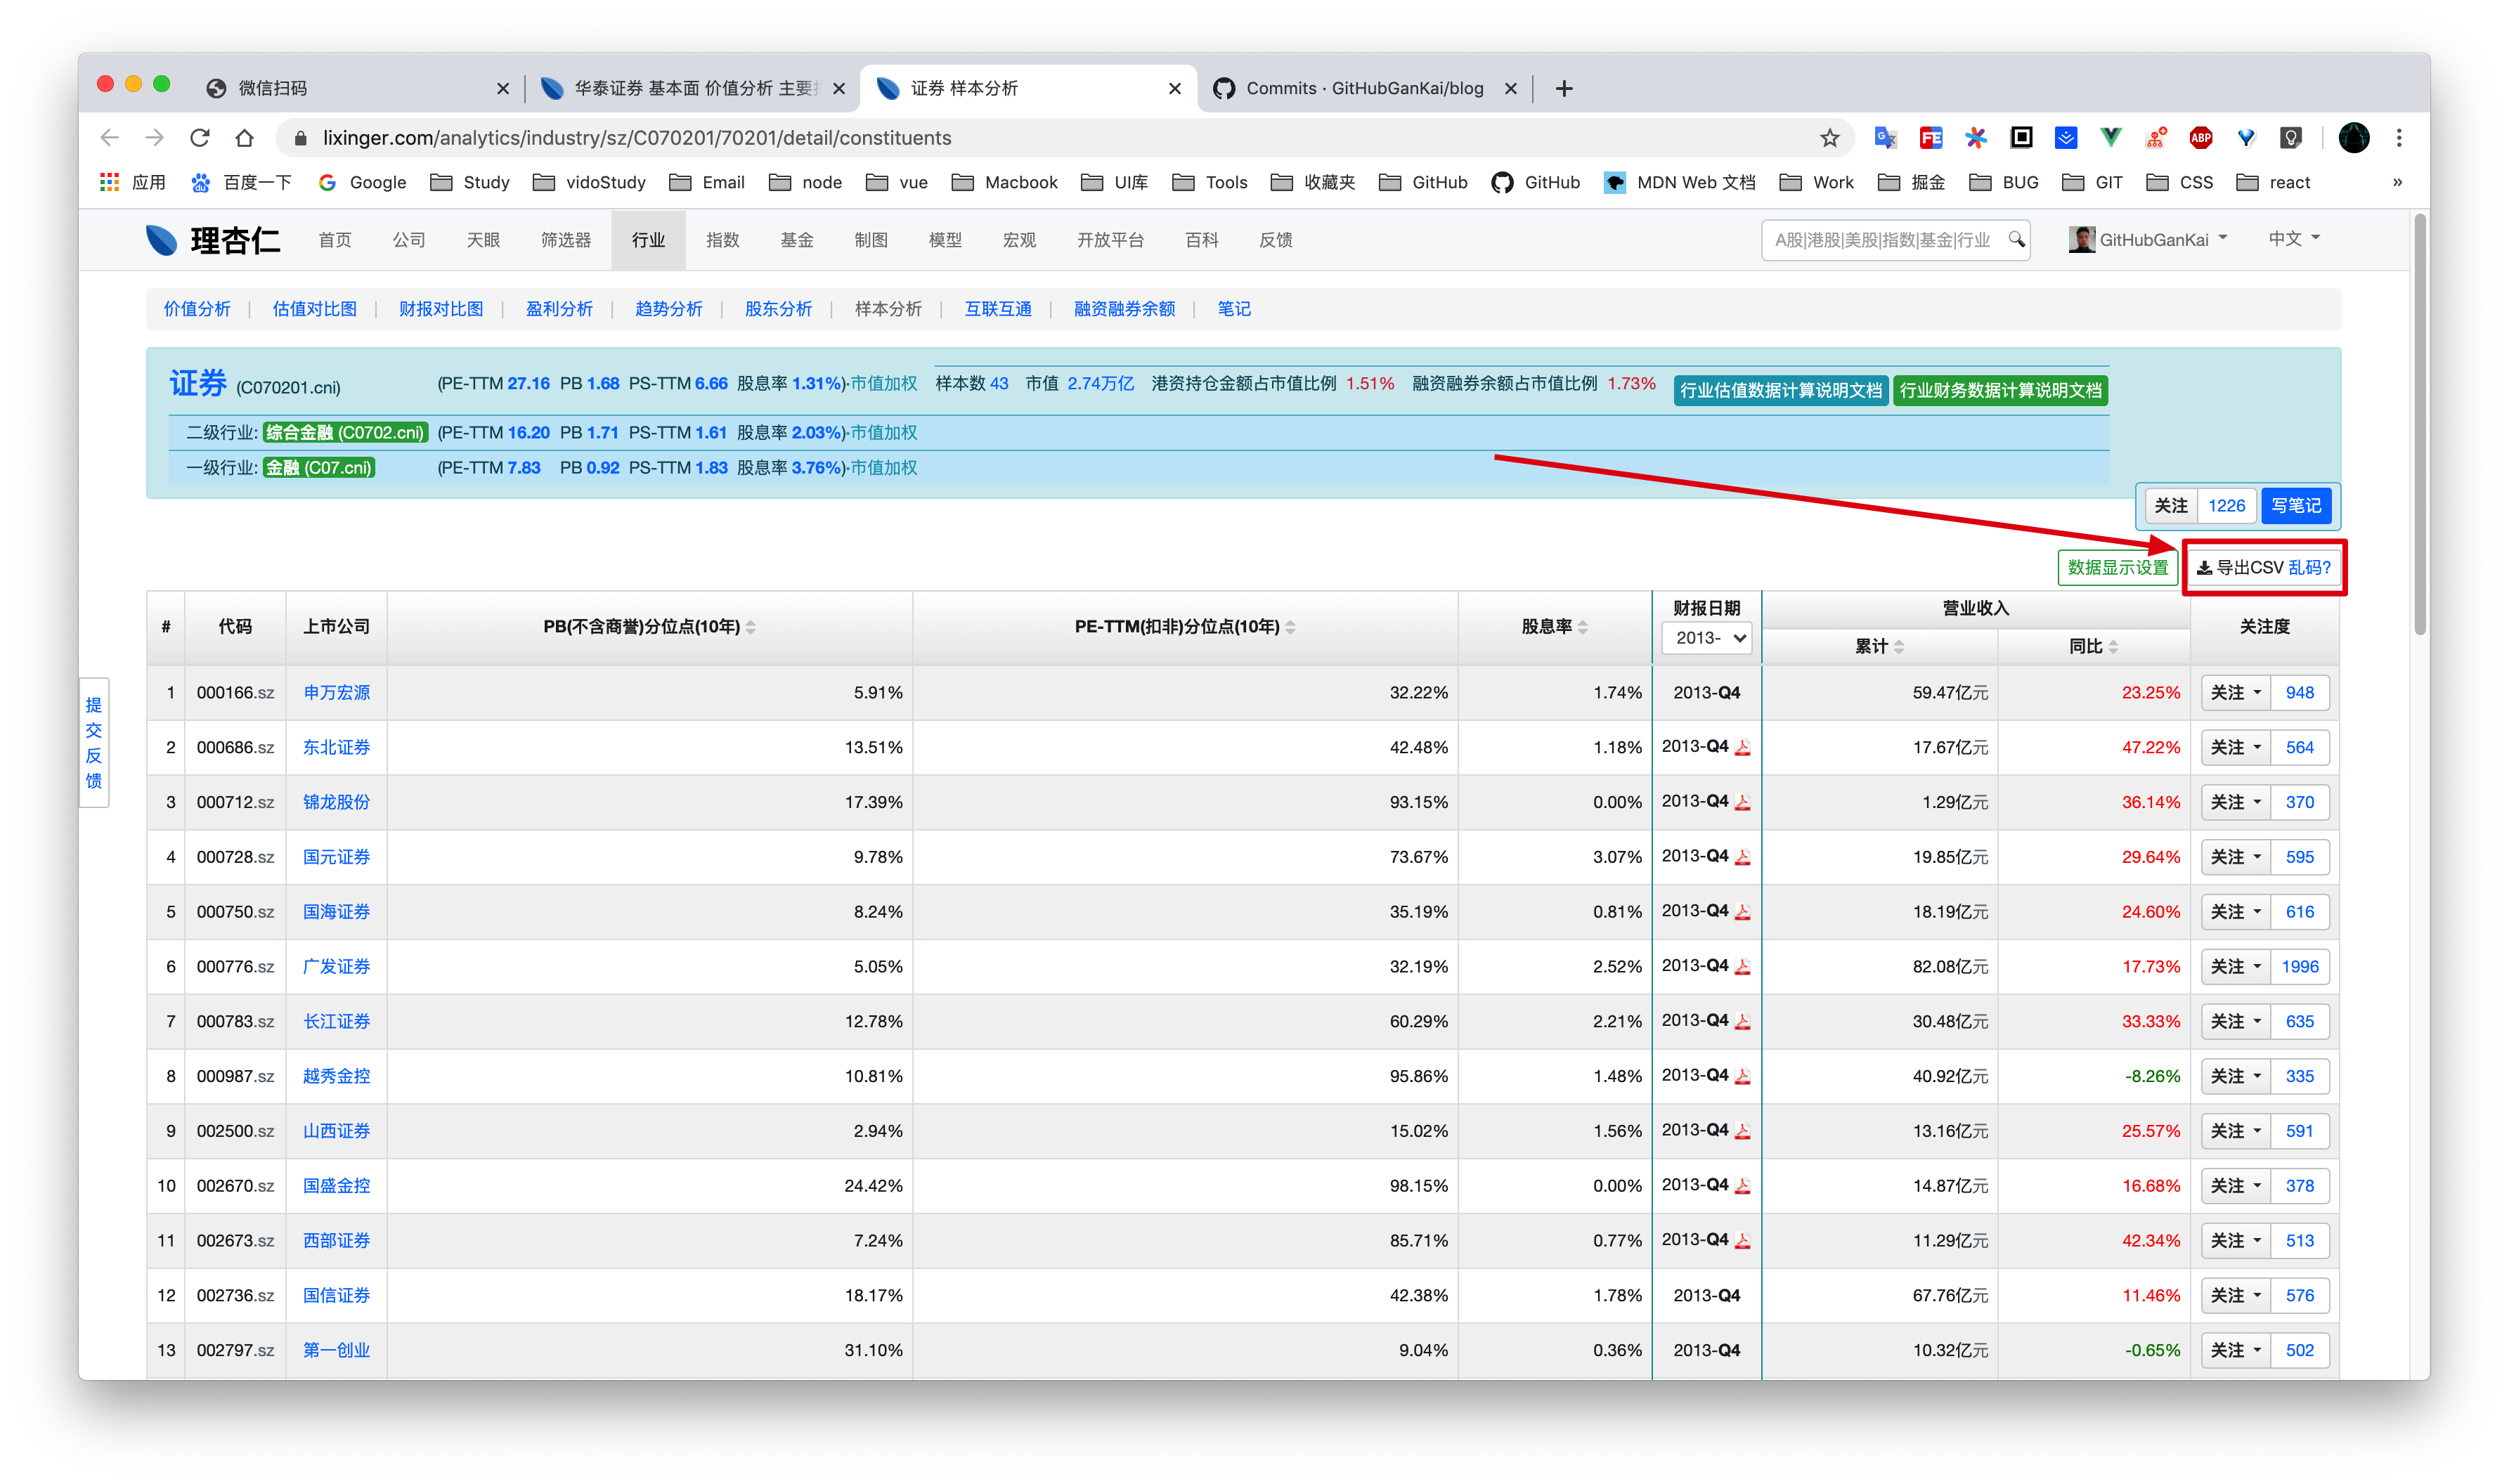 微信扫码
华泰证券 基本面 价值分析 主要
证券 样本分析
Commits · GitHubGanKai/blog
lixinger.com/analytics/industry/sz/C070201/70201/detail/constituents
应用 百度一下 Google Study vidoStudy Email node vue Macbook UI库 Tools 收藏夹 GitHub GitHub MDN Web 文档 Work 掘金 BUG GIT CSS react »
理杏仁 首页 公司 天眼 筛选器 行业 指数 基金 制图 模型 宏观 开放平台 百科 反馈 A股|港股|美股|指数|基金|行业 GitHubGanKai 中文
价值分析 | 估值对比图 | 财报对比图 | 盈利分析 | 趋势分析 | 股东分析 | 样本分析 | 互联互通 | 融资融券余额 | 笔记
证券 (C070201.cni) (PE-TTM 27.16 PB 1.68 PS-TTM 6.66 股息率 1.31%)·市值加权 样本数 43 市值 2.74万亿 港资持仓金额占市值比例 1.51% 融资融券余额占市值比例 1.73% 行业估值数据计算说明文档 行业财务数据计算说明文档
二级行业: 综合金融 (C0702.cni) (PE-TTM 16.20 PB 1.71 PS-TTM 1.61 股息率 2.03%)·市值加权
一级行业: 金融 (C07.cni) (PE-TTM 7.83 PB 0.92 PS-TTM 1.83 股息率 3.76%)·市值加权
关注 1226 写笔记
数据显示设置 导出CSV 乱码?
# 代码 上市公司 PB(不含商誉)分位点(10年) PE-TTM(扣非)分位点(10年) 股息率 财报日期 2013- 营业收入 累计 同比 关注度
1 000166.sz 申万宏源 5.91% 32.22% 1.74% 2013-Q4 59.47亿元 23.25% 关注 948
2 000686.sz 东北证券 13.51% 42.48% 1.18% 2013-Q4 17.67亿元 47.22% 关注 564
3 000712.sz 锦龙股份 17.39% 93.15% 0.00% 2013-Q4 1.29亿元 36.14% 关注 370
4 000728.sz 国元证券 9.78% 73.67% 3.07% 2013-Q4 19.85亿元 29.64% 关注 595
5 000750.sz 国海证券 8.24% 35.19% 0.81% 2013-Q4 18.19亿元 24.60% 关注 616
6 000776.sz 广发证券 5.05% 32.19% 2.52% 2013-Q4 82.08亿元 17.73% 关注 1996
7 000783.sz 长江证券 12.78% 60.29% 2.21% 2013-Q4 30.48亿元 33.33% 关注 635
8 000987.sz 越秀金控 10.81% 95.86% 1.48% 2013-Q4 40.92亿元 -8.26% 关注 335
9 002500.sz 山西证券 2.94% 15.02% 1.56% 2013-Q4 13.16亿元 25.57% 关注 591
10 002670.sz 国盛金控 24.42% 98.15% 0.00% 2013-Q4 14.87亿元 16.68% 关注 378
11 002673.sz 西部证券 7.24% 85.71% 0.77% 2013-Q4 11.29亿元 42.34% 关注 513
12 002736.sz 国信证券 18.17% 42.38% 1.78% 2013-Q4 67.76亿元 11.46% 关注 576
13 002797.sz 第一创业 31.10% 9.04% 0.36% 2013-Q4 10.32亿元 -0.65% 关注 502
提交反馈